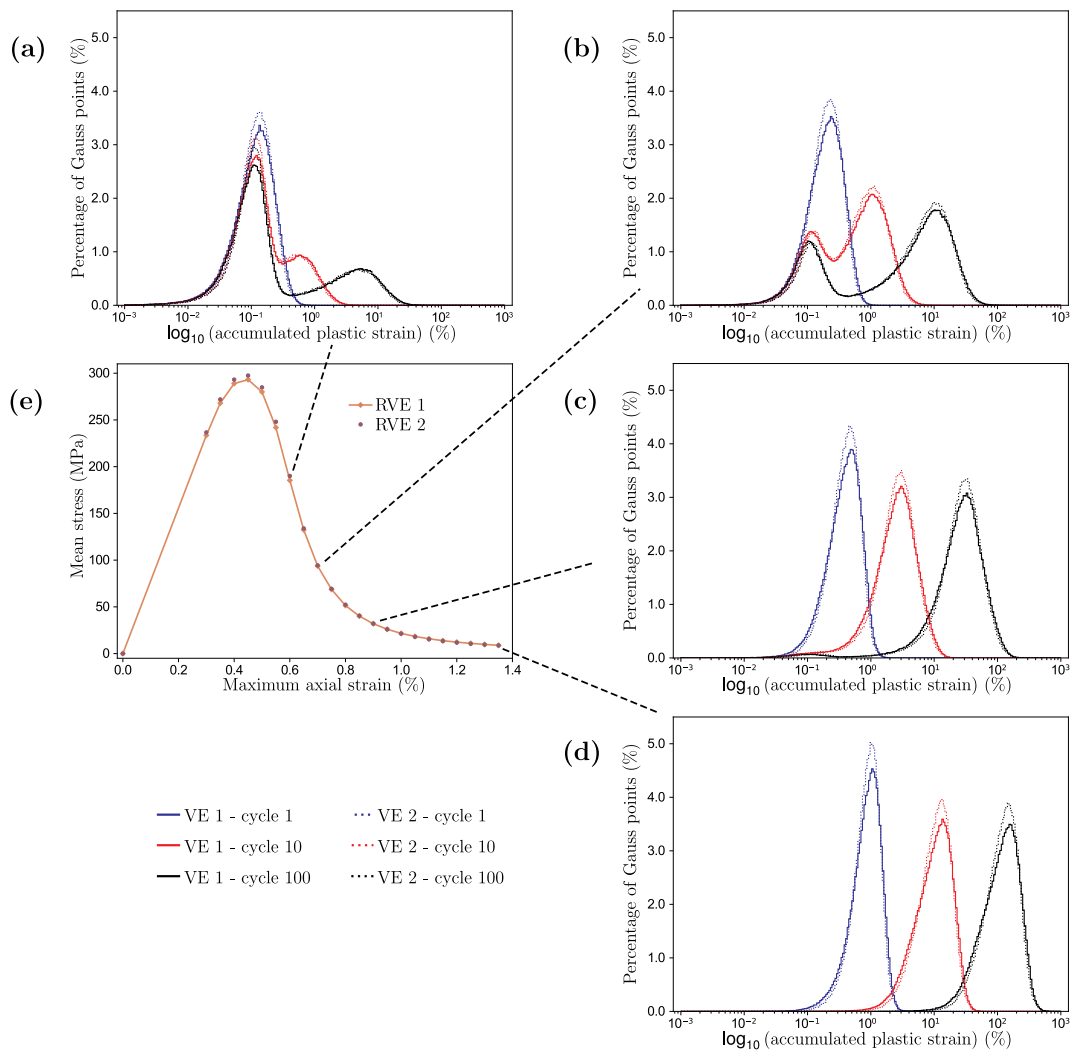 (a)
Percentage of Gauss points (%)
5.0
4.0
3.0
2.0
1.0
0.0
10⁻³ 10⁻² 10⁻¹ 10⁰ 10¹ 10² 10³
log₁₀ (accumulated plastic strain) (%)
(b)
Percentage of Gauss points (%)
5.0
4.0
3.0
2.0
1.0
0.0
10⁻³ 10⁻² 10⁻¹ 10⁰ 10¹ 10² 10³
log₁₀ (accumulated plastic strain) (%)
(e)
Mean stress (MPa)
300
250
200
150
100
50
0
RVE 1
RVE 2
0.0 0.2 0.4 0.6 0.8 1.0 1.2 1.4
Maximum axial strain (%)
(c)
Percentage of Gauss points (%)
5.0
4.0
3.0
2.0
1.0
0.0
10⁻³ 10⁻² 10⁻¹ 10⁰ 10¹ 10² 10³
log₁₀ (accumulated plastic strain) (%)
(d)
Percentage of Gauss points (%)
5.0
4.0
3.0
2.0
1.0
0.0
10⁻³ 10⁻² 10⁻¹ 10⁰ 10¹ 10² 10³
log₁₀ (accumulated plastic strain) (%)
VE 1 - cycle 1
VE 2 - cycle 1
VE 1 - cycle 10
VE 2 - cycle 10
VE 1 - cycle 100
VE 2 - cycle 100